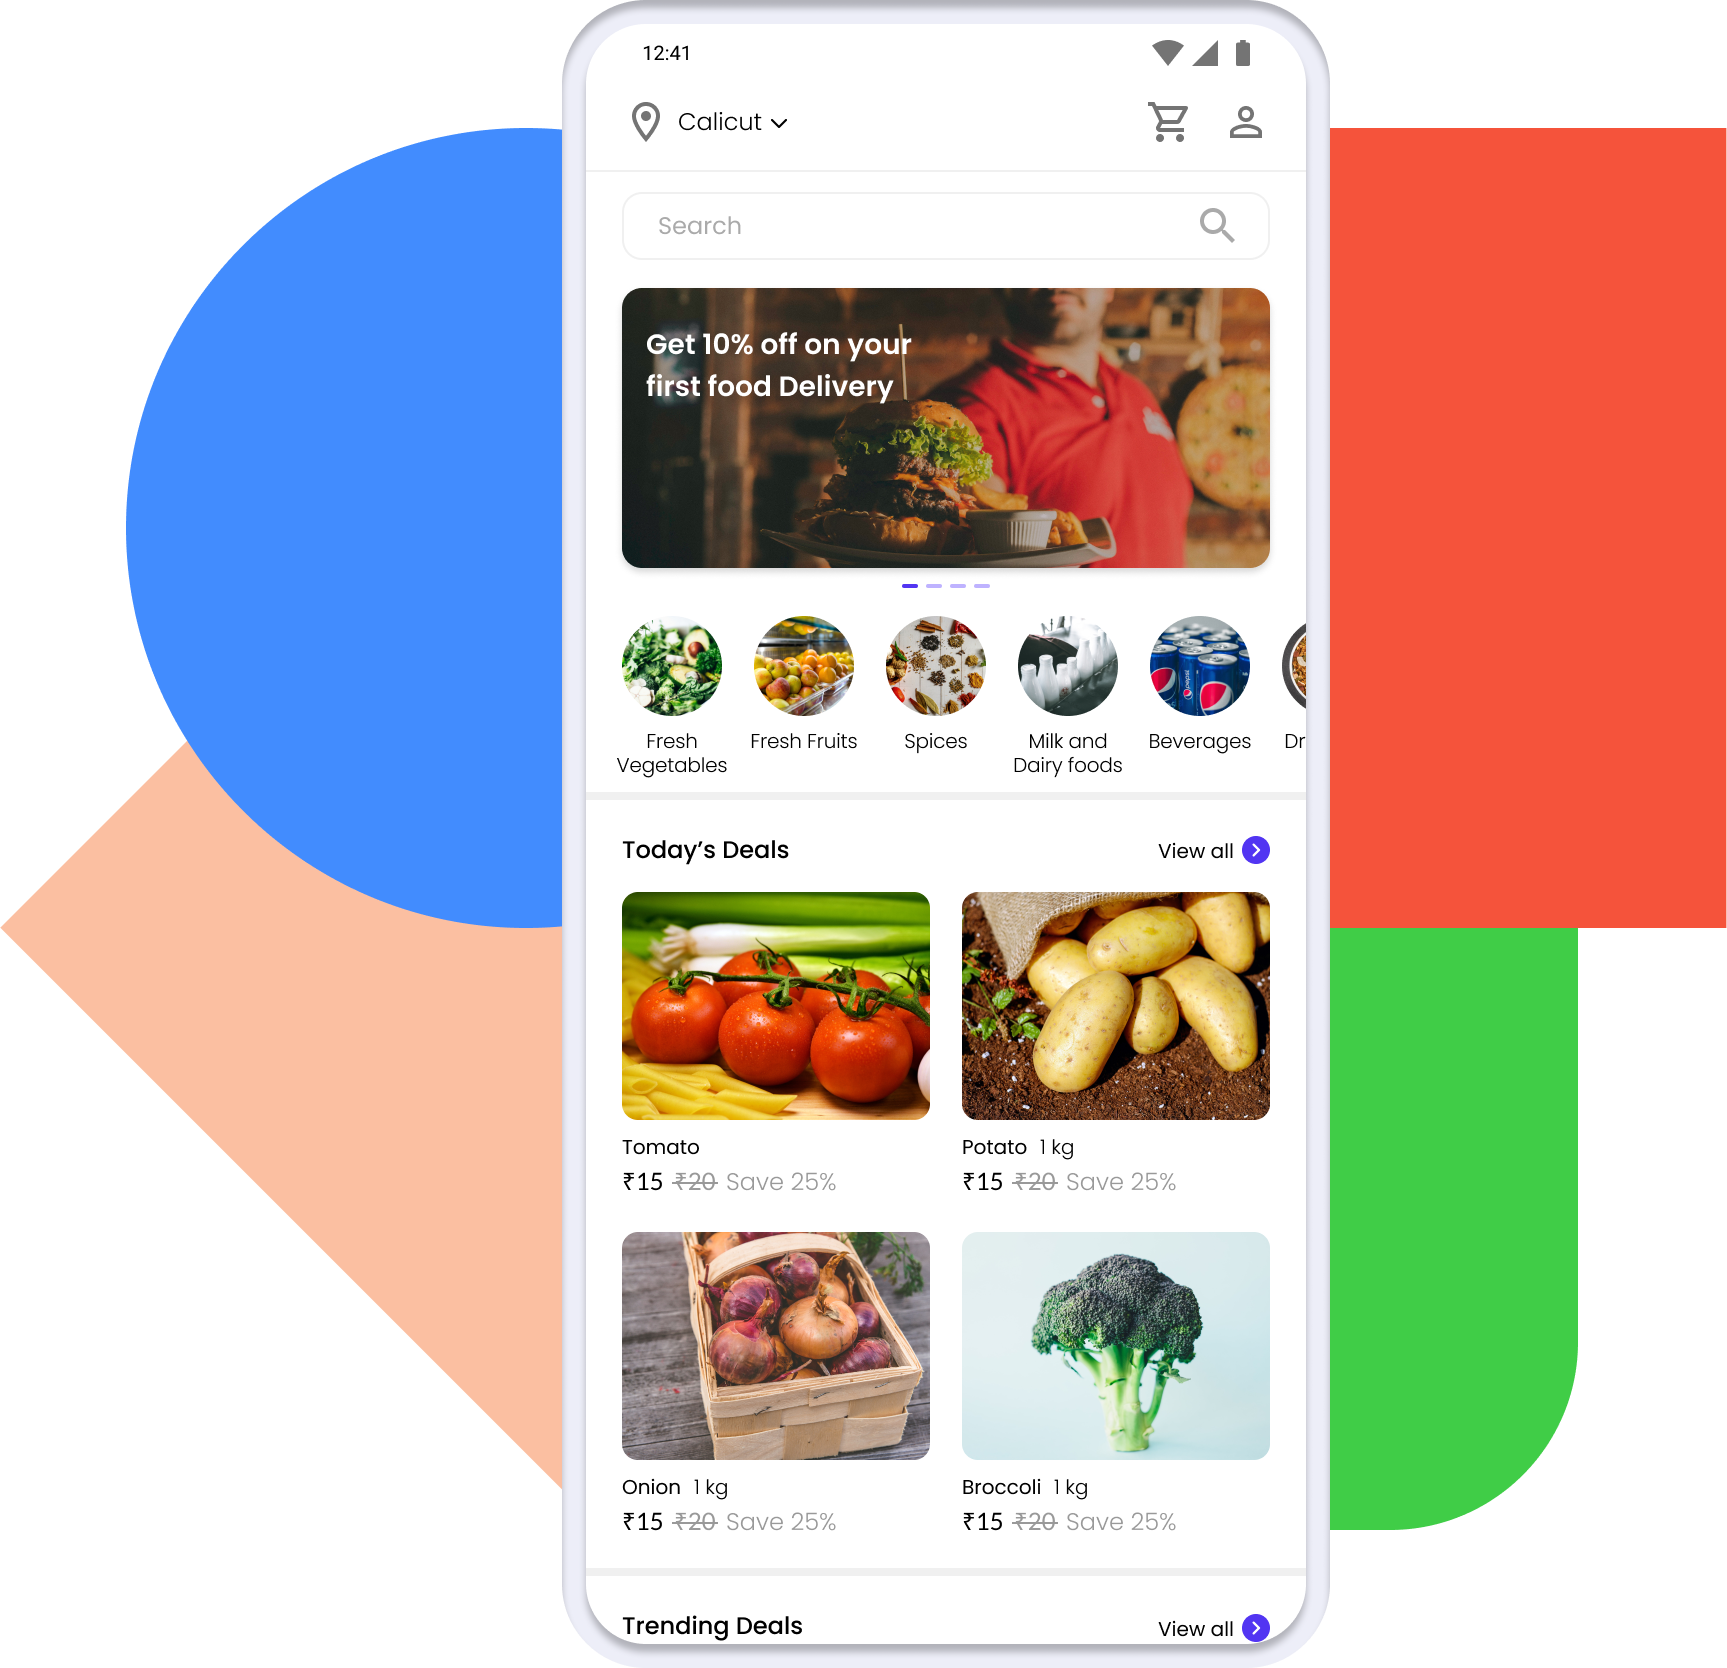 12:41
Calicut
Search
Get 10% off on your
first food Delivery
Fresh
Vegetables
Fresh Fruits
Spices
Milk and
Dairy foods
Beverages
Dr
Today’s Deals
View all
Tomato
₹15 ₹20 Save 25%
Potato 1 kg
₹15 ₹20 Save 25%
Onion 1 kg
₹15 ₹20 Save 25%
Broccoli 1 kg
₹15 ₹20 Save 25%
Trending Deals
View all